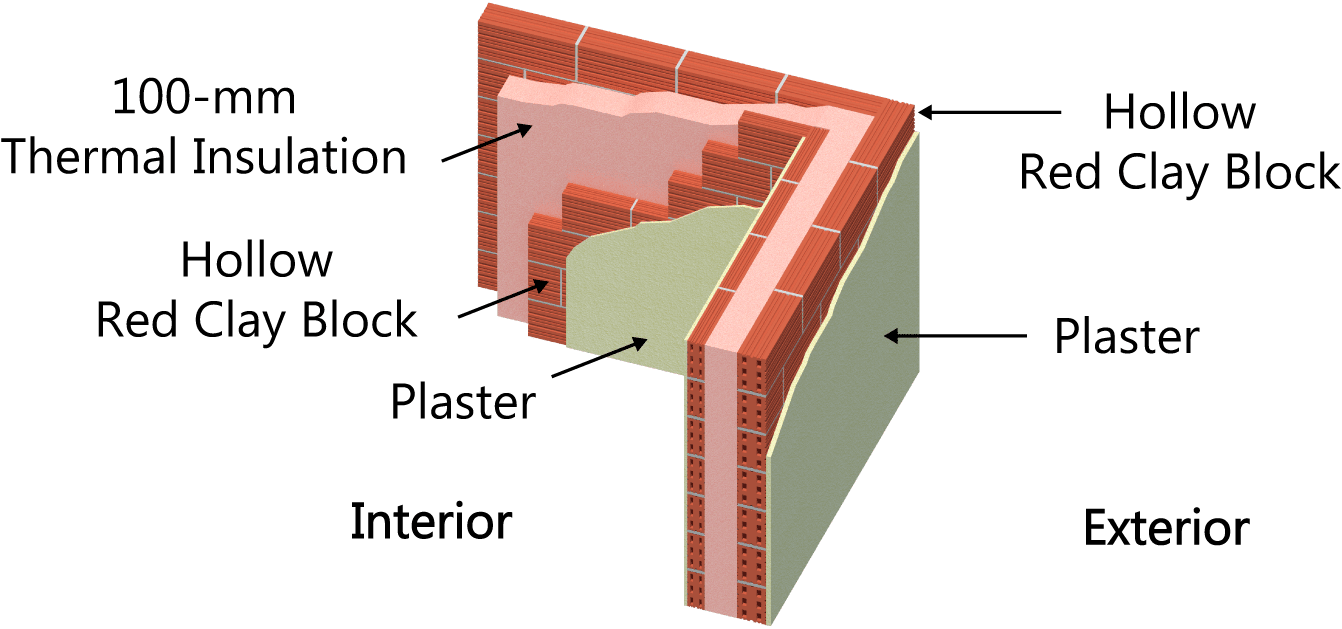 100-mm
Thermal Insulation
Hollow
Red Clay Block
Hollow
Red Clay Block
Plaster
Plaster
Interior
Exterior